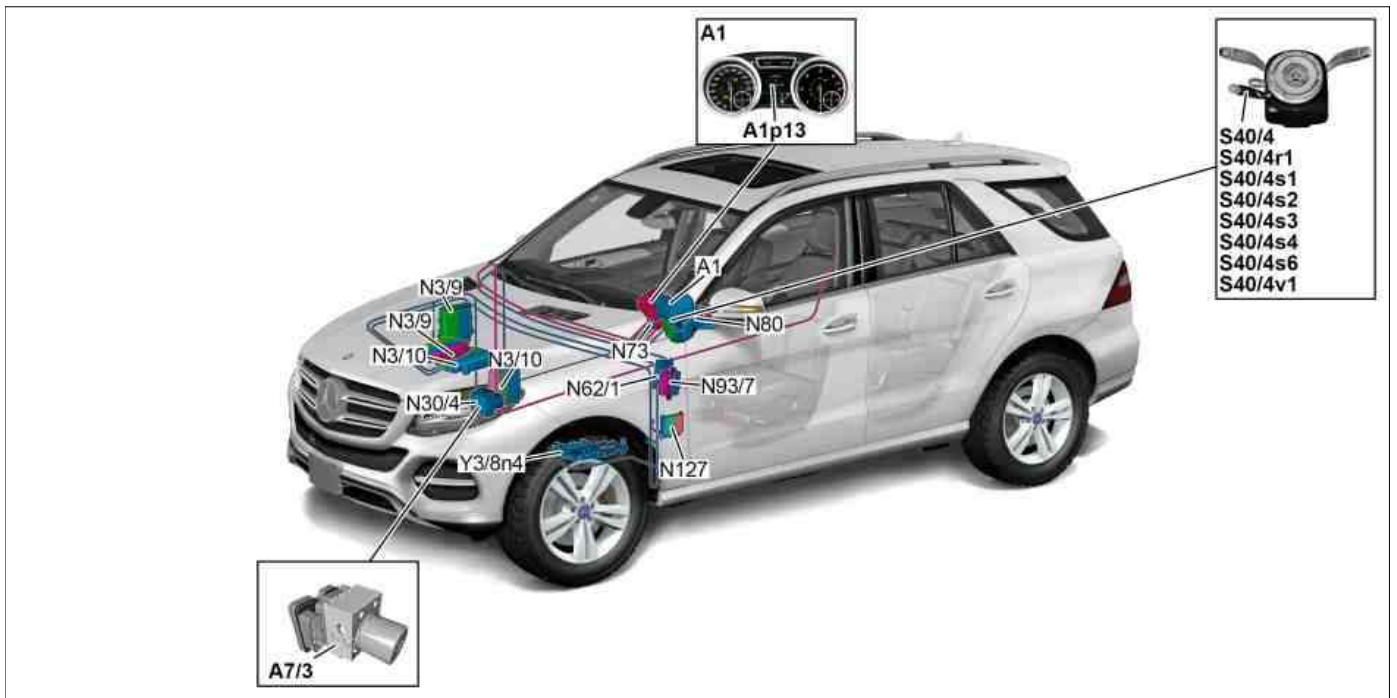 A1
A1p13
S40/4
S40/4r1
S40/4s1
S40/4s2
S40/4s3
S40/4s4
S40/4s6
S40/4v1
A1
N3/9
N3/9
N80
N73
N3/10
N3/10
N62/1
N93/7
N30/4
Y3/8n4
N127
A7/3